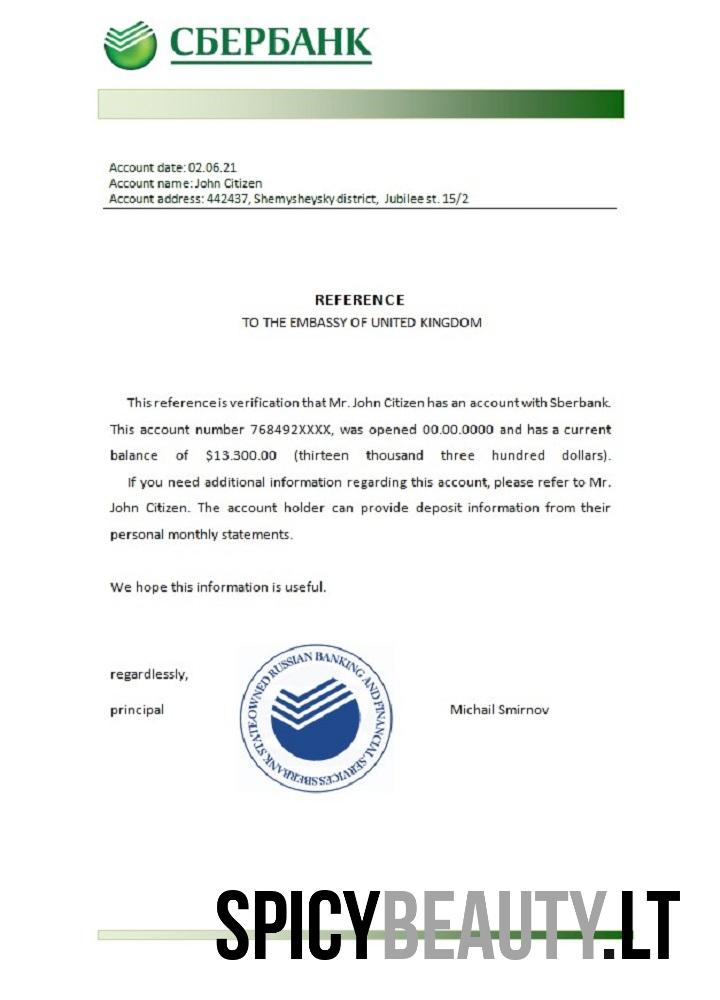 СБЕРБАНК
Account date: 02.06.21
Account name: John Citizen
Account address: 442437, Shemysheysky district, Jubilee st. 15/2
REFERENCE
TO THE EMBASSY OF UNITED KINGDOM
This reference is verification that Mr. John Citizen has an account with Sberbank.
This account number 768492XXXX, was opened 00.00.0000 and has a current
balance of $13.300.00 (thirteen thousand three hundred dollars).
If you need additional information regarding this account, please refer to Mr.
John Citizen. The account holder can provide deposit information from their
personal monthly statements.
We hope this information is useful.
regardlessly,
principal
SBERBANK STATE-OWNED RUSSIAN BANKING AND FINANCIAL SERVICES
Michail Smirnov
SPICYBEAUTY.LT